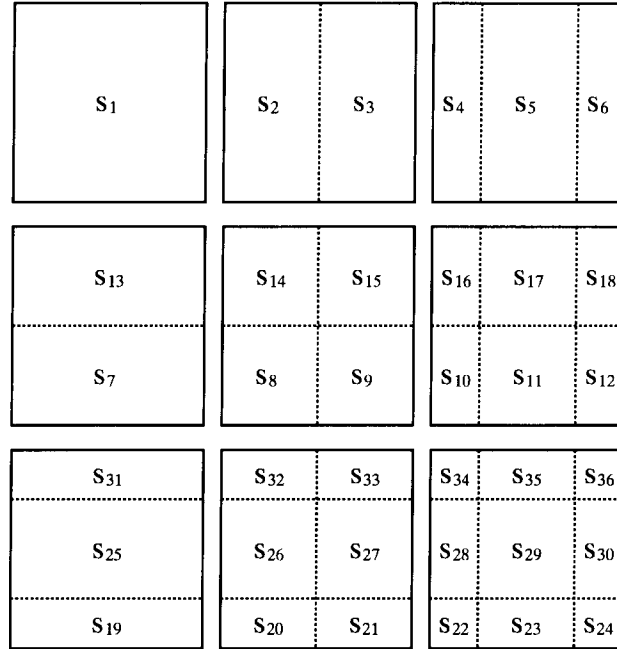 S1 S2 S3 S4 S5 S6
S13 S14 S15 S16 S17 S18
S7 S8 S9 S10 S11 S12
S31 S32 S33 S34 S35 S36
S25 S26 S27 S28 S29 S30
S19 S20 S21 S22 S23 S24